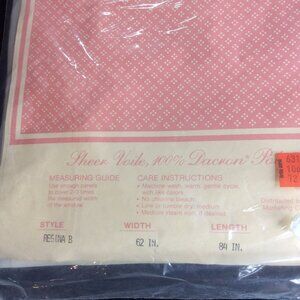 Sheer Voile, 100% Dacron
MEASURING GUIDE
Use enough panels
to cover 2-3 times
the measured width
of the window.
CARE INSTRUCTIONS
• Machine wash, warm, gentle cycle,
with like colors.
• No chlorine bleach.
• Line or tumble dry, medium
• Medium steam iron, if desired.
Distributed
Marketing
STYLE WIDTH LENGTH
REGINA B 62 IN. 84 IN.